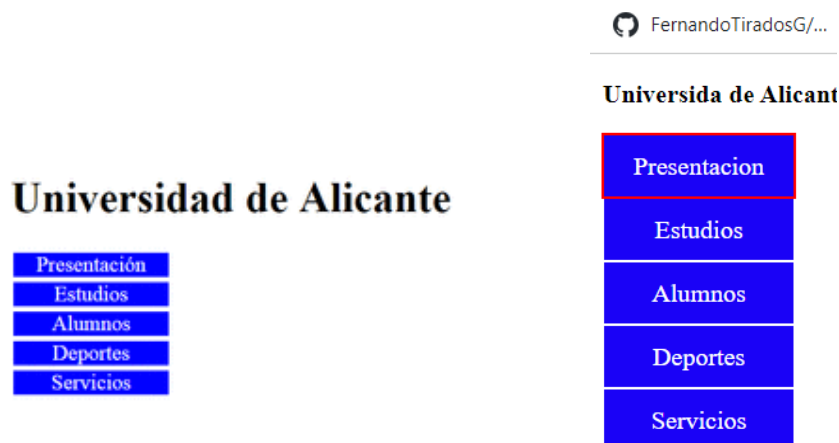 Universidad de Alicante
Presentación
Estudios
Alumnos
Deportes
Servicios
FernandoTiradosG/...
Universida de Alicant
Presentacion
Estudios
Alumnos
Deportes
Servicios